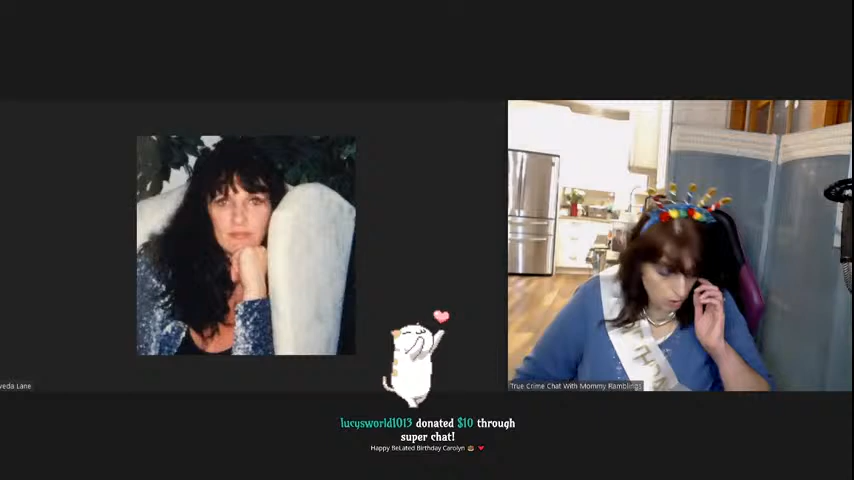 veda Lane
True Crime Chat With Mommy Ramblings
lucysworld1013 donated $10 through
super chat!
Happy BeLated Birthday Carolyn